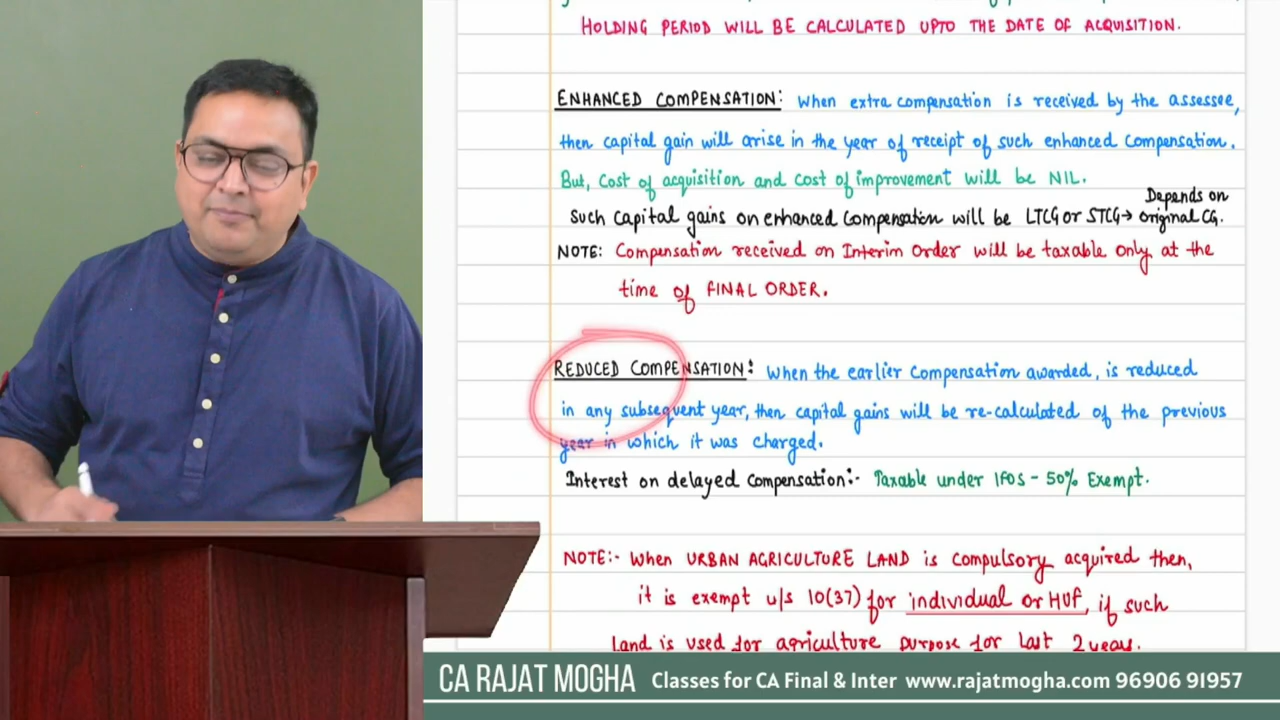 HOLDING PERIOD WILL BE CALCULATED UPTO THE DATE OF ACQUISITION.
ENHANCED COMPENSATION: When extra compensation is received by the assessee,
then capital gain will arise in the year of receipt of such enhanced compensation.
But, Cost of acquisition and cost of improvement will be NIL.
Such Capital gains on enhanced compensation will be LTCG or STCG→ Depends on original CG.
NOTE: Compensation received on Interim Order will be taxable only at the
time of FINAL ORDER.
REDUCED COMPENSATION: When the earlier compensation awarded, is reduced
in any subsequent year, then capital gains will be re-calculated of the previous
year in which it was charged.
Interest on delayed compensation:- Taxable under IFOS - 50% Exempt.
NOTE:- When URBAN AGRICULTURE LAND is compulsory acquired then,
it is exempt u/s 10(37) for individual or HUF, if such
land is used for agriculture purpose for last 2 years.
CA RAJAT MOGHA Classes for CA Final & Inter www.rajatmogha.com 96906 91957